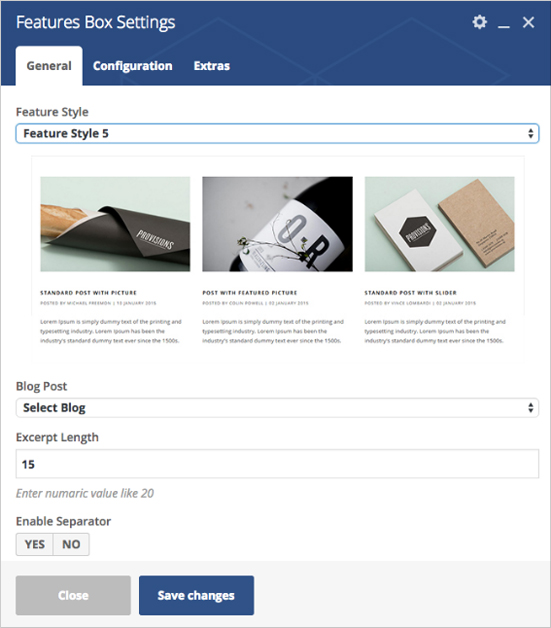 Features Box Settings
General Configuration Extras
Feature Style
Feature Style 5
PROVISIONS
OR
PROVISIONS
STANDARD POST WITH PICTURE
POSTED BY MICHAEL FREEMON | 10 JANUARY 2015
Lorem Ipsum is simply dummy text of the printing and
typesetting industry. Lorem Ipsum has been the
industry's standard dummy text ever since the 1500s.
POST WITH FEATURED PICTURE
POSTED BY COLIN POWELL | 02 JANUARY 2015
Lorem Ipsum is simply dummy text of the printing and
typesetting industry. Lorem Ipsum has been the
industry's standard dummy text ever since the 1500s.
STANDARD POST WITH SLIDER
POSTED BY VINCE LOMBARDI | 02 JANUARY 2015
Lorem Ipsum is simply dummy text of the printing and
typesetting industry. Lorem Ipsum has been the
industry's standard dummy text ever since the 1500s.
Blog Post
Select Blog
Excerpt Length
15
Enter numaric value like 20
Enable Separator
YES NO
Close Save changes